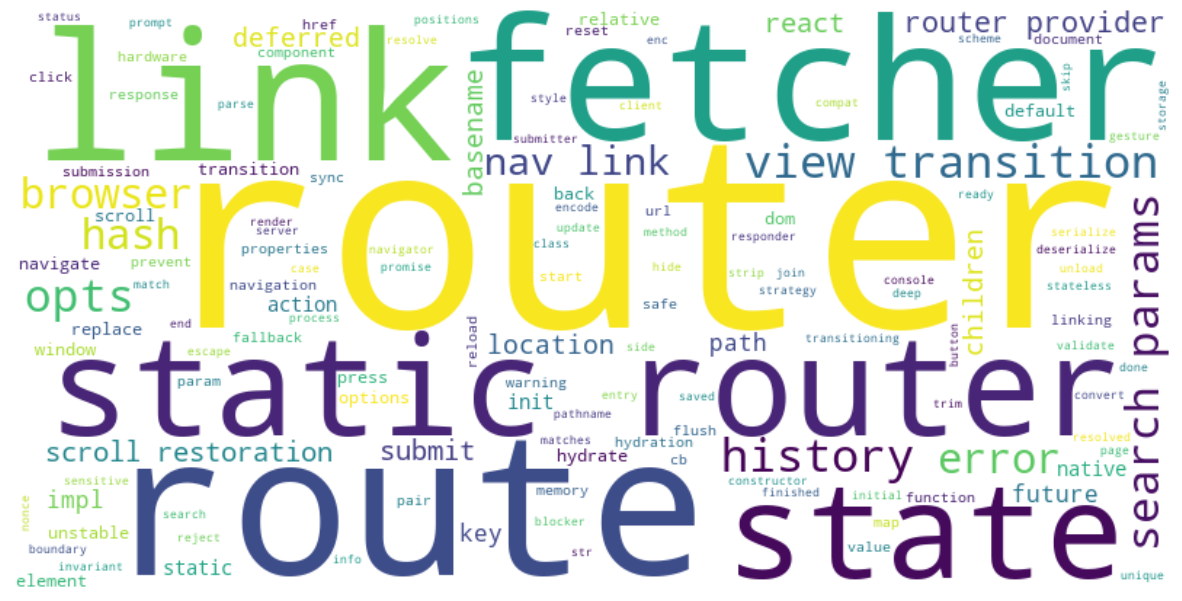 status
prompt
href
positions
relative
react
router provider
link
fetcher
deferred
resolve
reset
enc
scheme
document
hardware
component
click
response
parse
style
client
compat
skip
default
storage
gesture
submitter
basename
submission
transition
sync
nav link
view transition
browser
router
scroll
hash
render
server
properties
back
encode
url
dom
ready
update
method
responder
class
serialize
deserialize
children
search params
navigate
prevent
case
navigator
promise
start
hide
strip
join
console
unload
opts
match
navigation
action
safe
strategy
deep
stateless
replace
end
process
linking
window
fallback
escape
reload
location
side
path
transitioning
button
validate
static router
param
press
options
warning
init
entry
saved
trim
convert
done
pathname
flush
scroll restoration
submit
matches
hydrate
hydration
cb
history
error
resolved
page
native
route
state
sensitive
impl
nonce
search
unstable
reject
boundary
invariant
element
static
info
pair
memory
key
blocker
str
constructor
finished
initial
function
future
map
value
unique